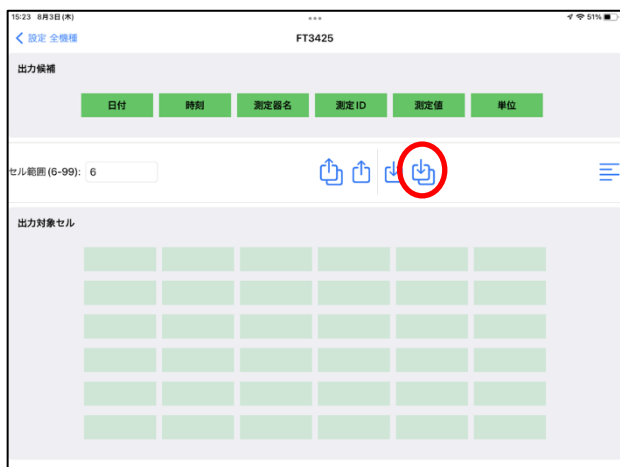 15:23 8月3日(木)
51%
設定 全機種
FT3425
出力候補
日付 時刻 測定器名 測定ID 測定値 単位
セル範囲(6-99): 6
出力対象セル